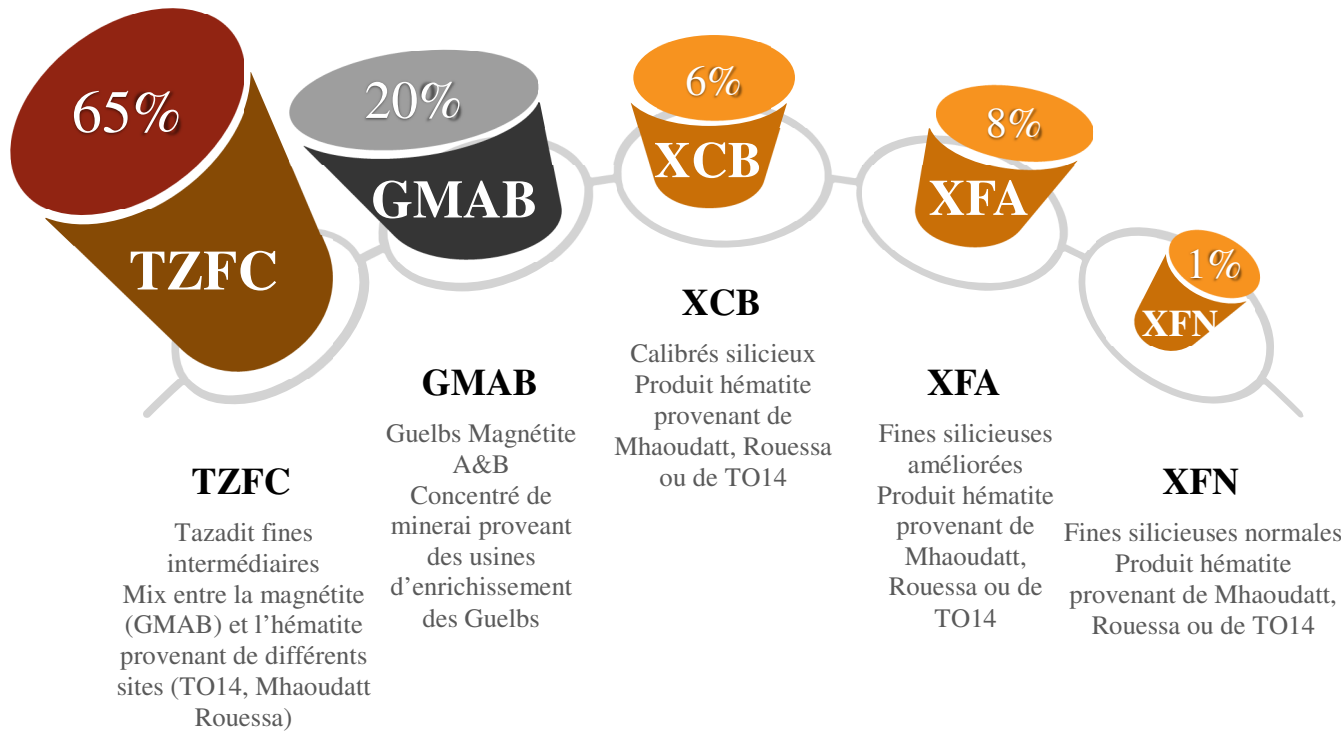 65%
TZFC
20%
GMAB
6%
XCB
8%
XFA
1%
XFN
TZFC
Tazadit fines
intermédiaires
Mix entre la magnétite
(GMAB) et l’hématite
provenant de différents
sites (TO14, Mhaoudatt
Rouessa)
GMAB
Guelbs Magnétite
A&B
Concentré de
minerai proveant
des usines
d’enrichissement
des Guelbs
XCB
Calibrés silicieux
Produit hématite
provenant de
Mhaoudatt, Rouessa
ou de TO14
XFA
Fines silicieuses
améliorées
Produit hématite
provenant de
Mhaoudatt,
Rouessa ou de
TO14
XFN
Fines silicieuses normales
Produit hématite
provenant de Mhaoudatt,
Rouessa ou de TO14